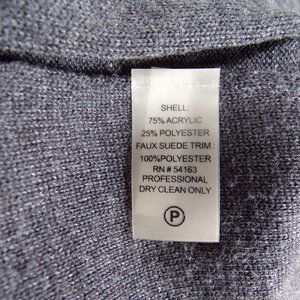 SHELL:
75% ACRYLIC
25% POLYESTER
FAUX SUEDE TRIM :
100%POLYESTER
RN # 54163
PROFESSIONAL
DRY CLEAN ONLY
P